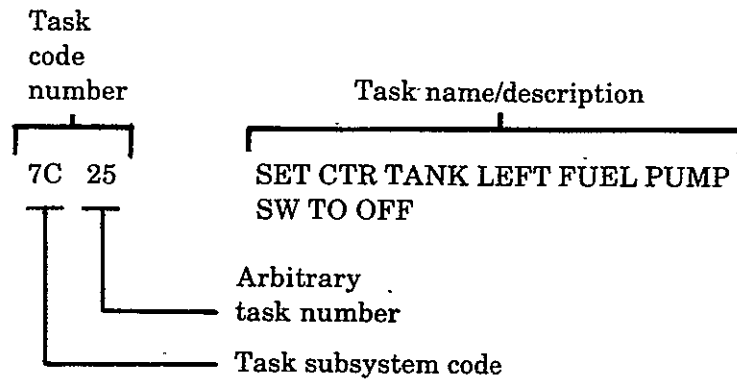 Task
code
number
Task name/description
7C 25 SET CTR TANK LEFT FUEL PUMP
SW TO OFF
Arbitrary
task number
Task subsystem code